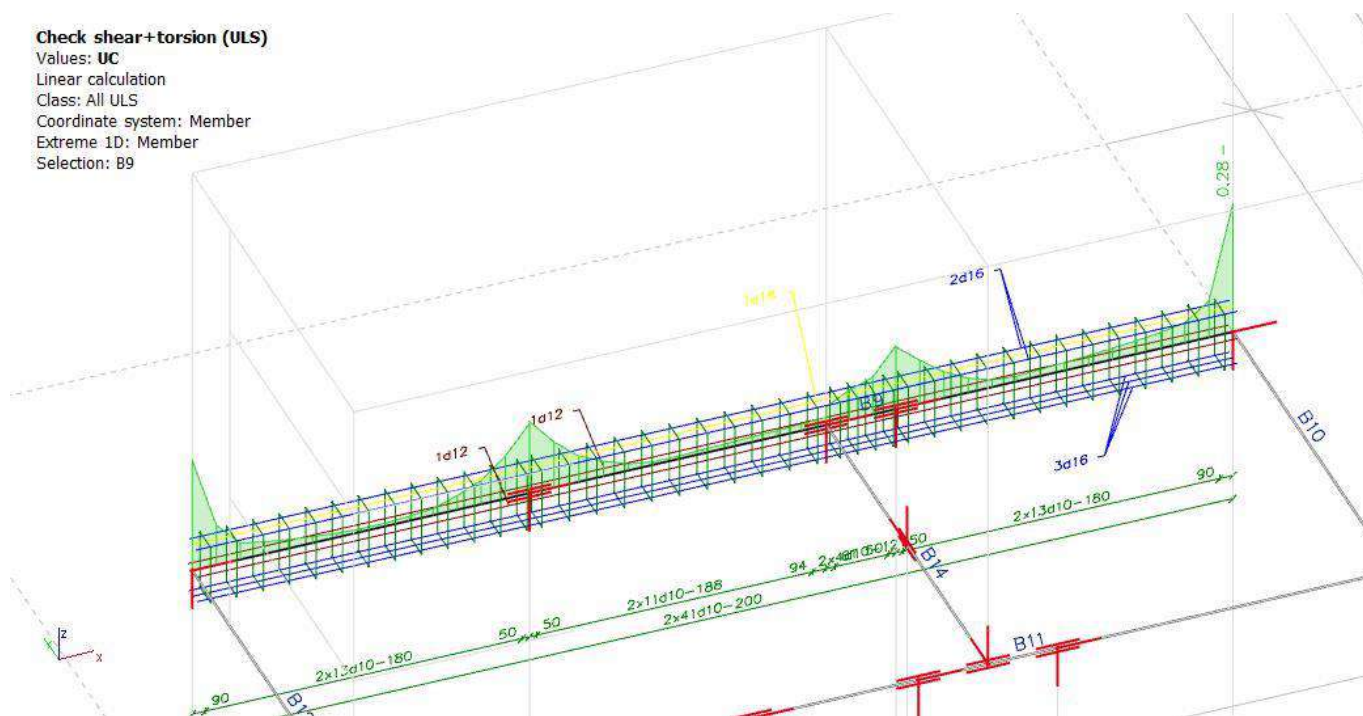 Check shear+torsion (ULS)
Values: UC
Linear calculation
Class: All ULS
Coordinate system: Member
Extreme 1D: Member
Selection: B9
0.28 -
2d16
1d12
1d12
B9
3d16
B10
90
2x13d10-180
50
94
2x11d10-188
50
50
2x41d10-200
2x13d10-180
90
B14
B11
z
x